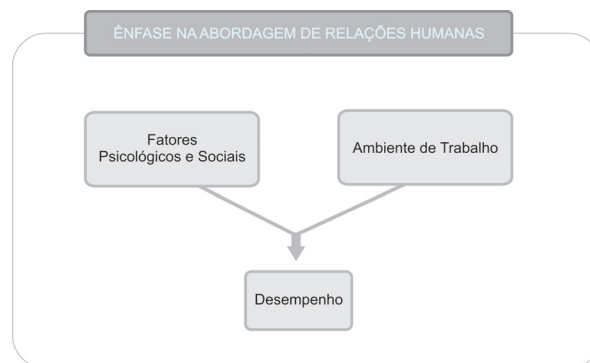 ÊNFASE NA ABORDAGEM DE RELAÇÕES HUMANAS
Fatores
Psicológicos e Sociais
Ambiente de Trabalho
Desempenho